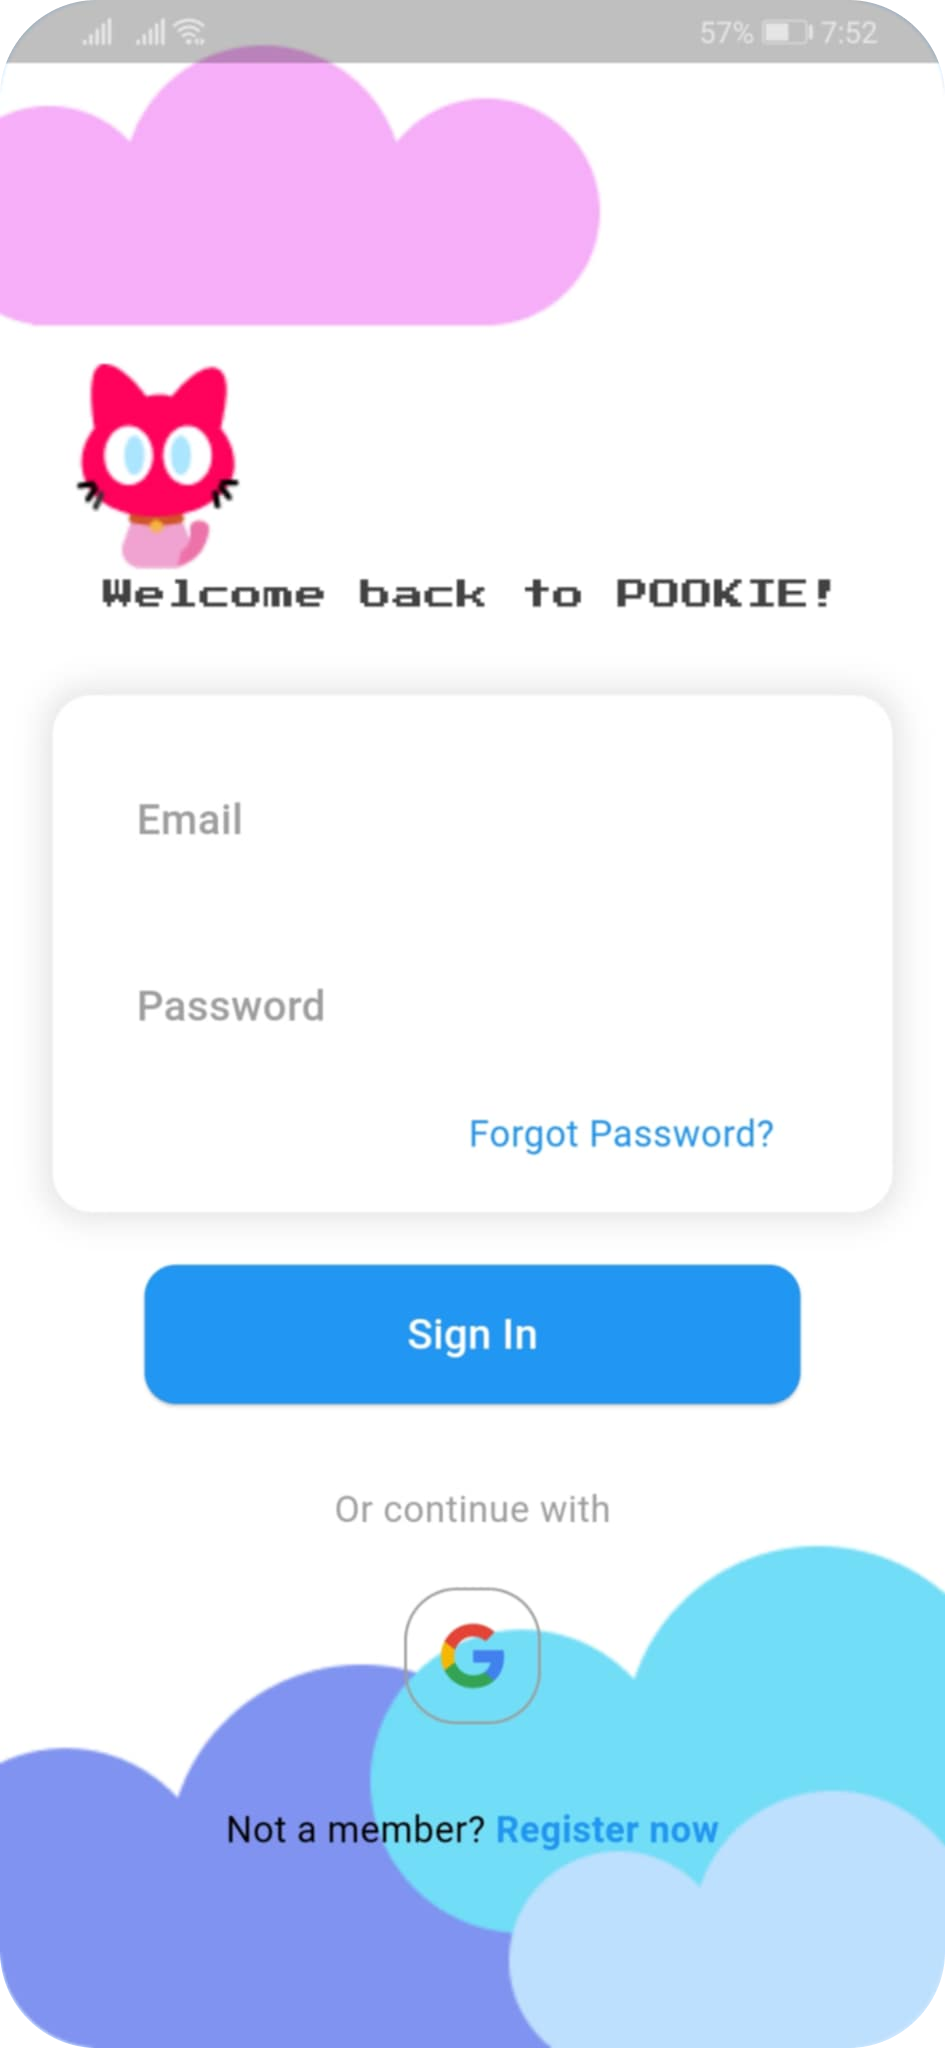 57% 7:52
Welcome back to POOKIE!
Email
Password
Forgot Password?
Sign In
Or continue with
G
Not a member? Register now